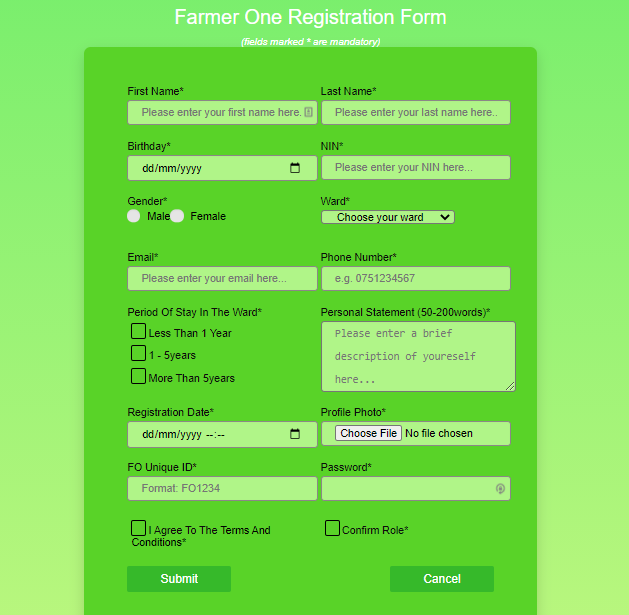 Farmer One Registration Form
(fields marked * are mandatory)
First Name* Last Name*
Please enter your first name here. Please enter your last name here..
Birthday* NIN*
dd/mm/yyyy Please enter your NIN here...
Gender* Ward*
Male Female Choose your ward
Email* Phone Number*
Please enter your email here... e.g. 0751234567
Period Of Stay In The Ward* Personal Statement (50-200words)*
Less Than 1 Year Please enter a brief
1 - 5years description of youreself
More Than 5years here...
Registration Date* Profile Photo*
dd/mm/yyyy --:-- Choose File No file chosen
FO Unique ID* Password*
Format: FO1234
I Agree To The Terms And Confirm Role*
Conditions*
Submit Cancel